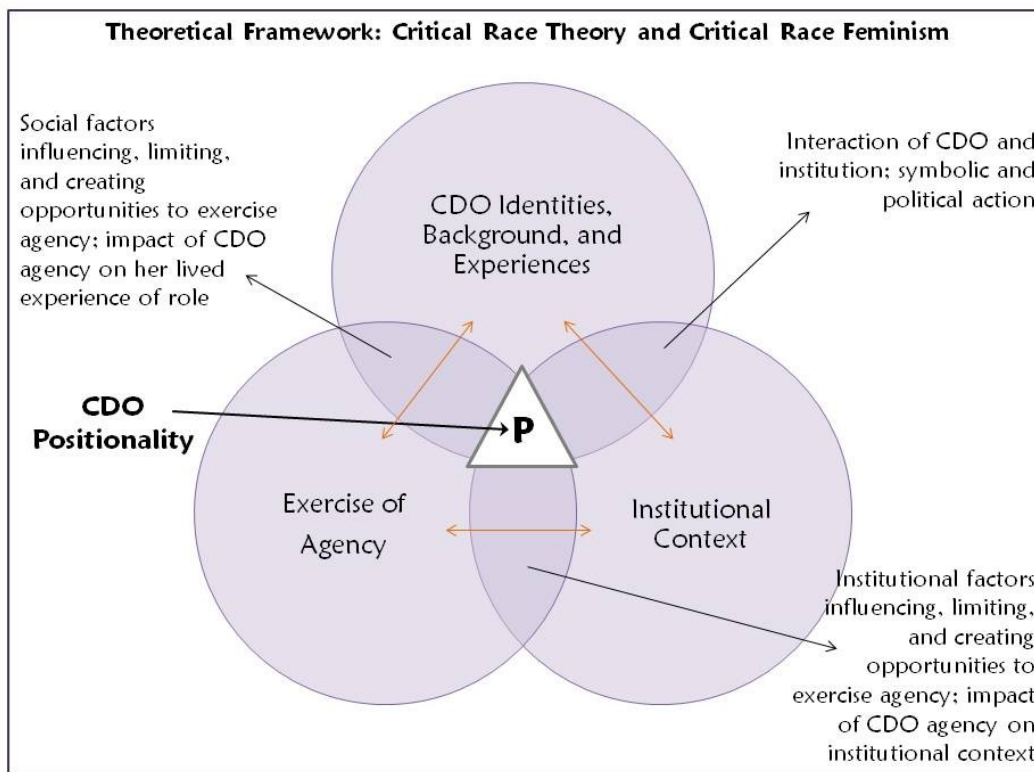 Theoretical Framework: Critical Race Theory and Critical Race Feminism
Social factors
influencing, limiting,
and creating
opportunities to exercise
agency; impact of CDO
agency on her lived
experience of role
Interaction of CDO and
institution; symbolic and
political action
CDO Identities,
Background, and
Experiences
CDO
Positionality
P
Exercise of
Agency
Institutional
Context
Institutional factors
influencing, limiting,
and creating
opportunities to
exercise agency; impact
of CDO agency on
institutional context